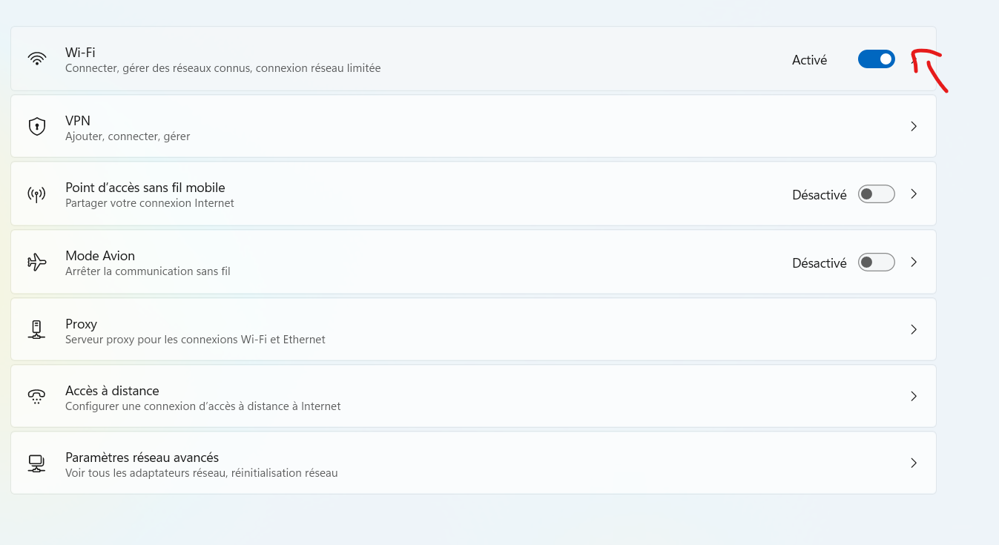 Wi-Fi
Connecter, gérer des réseaux connus, connexion réseau limitée
Activé
VPN
Ajouter, connecter, gérer
Point d’accès sans fil mobile
Partager votre connexion Internet
Désactivé
Mode Avion
Arrêter la communication sans fil
Désactivé
Proxy
Serveur proxy pour les connexions Wi-Fi et Ethernet
Accès à distance
Configurer une connexion d’accès à distance à Internet
Paramètres réseau avancés
Voir tous les adaptateurs réseau, réinitialisation réseau